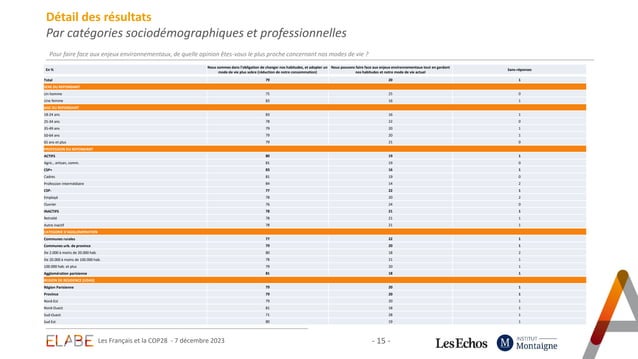 Détail des résultats
Par catégories sociodémographiques et professionnelles
Pour faire face aux enjeux environnementaux, de quelle opinion êtes-vous le plus proche concernant nos modes de vie ?
En % Nous sommes dans l'obligation de changer nos habitudes, et adopter un mode de vie plus sobre (réduction de notre consommation) Nous pouvons faire face aux enjeux environnementaux tout en gardant nos habitudes et notre mode de vie actuel Sans réponses
Total 79 20 1
SEXE DU REPONDANT
Un homme 75 25 0
Une femme 83 16 1
AGE DU REPONDANT
18-24 ans 83 16 1
25-34 ans 78 22 0
35-49 ans 79 20 1
50-64 ans 79 20 1
65 ans et plus 79 21 0
PROFESSION DU REPONDANT
ACTIFS 80 19 1
Agric., artisan, comm. 81 19 0
CSP+ 83 16 1
Cadres 81 19 0
Profession intermédiaire 84 14 2
CSP- 77 22 1
Employé 78 20 2
Ouvrier 76 24 0
INACTIFS 78 21 1
Retraité 78 21 1
Autre inactif 78 21 1
CATEGORIE D'AGGLOMERATION
Communes rurales 77 22 1
Communes urb. de province 79 20 1
De 2.000 à moins de 20.000 hab. 80 18 2
De 20.000 à moins de 100.000 hab. 78 21 1
100.000 hab. et plus 79 20 1
Agglomération parisienne 81 18 1
REGION DE RESIDENCE (UDA5)
Région Parisienne 79 20 1
Province 79 20 1
Nord-Est 79 20 1
Nord-Ouest 81 18 1
Sud-Ouest 71 28 1
Sud-Est 80 19 1
ELABE Les Français et la COP28 - 7 décembre 2023 - 15 - Les Echos M INSTITUT Montaigne